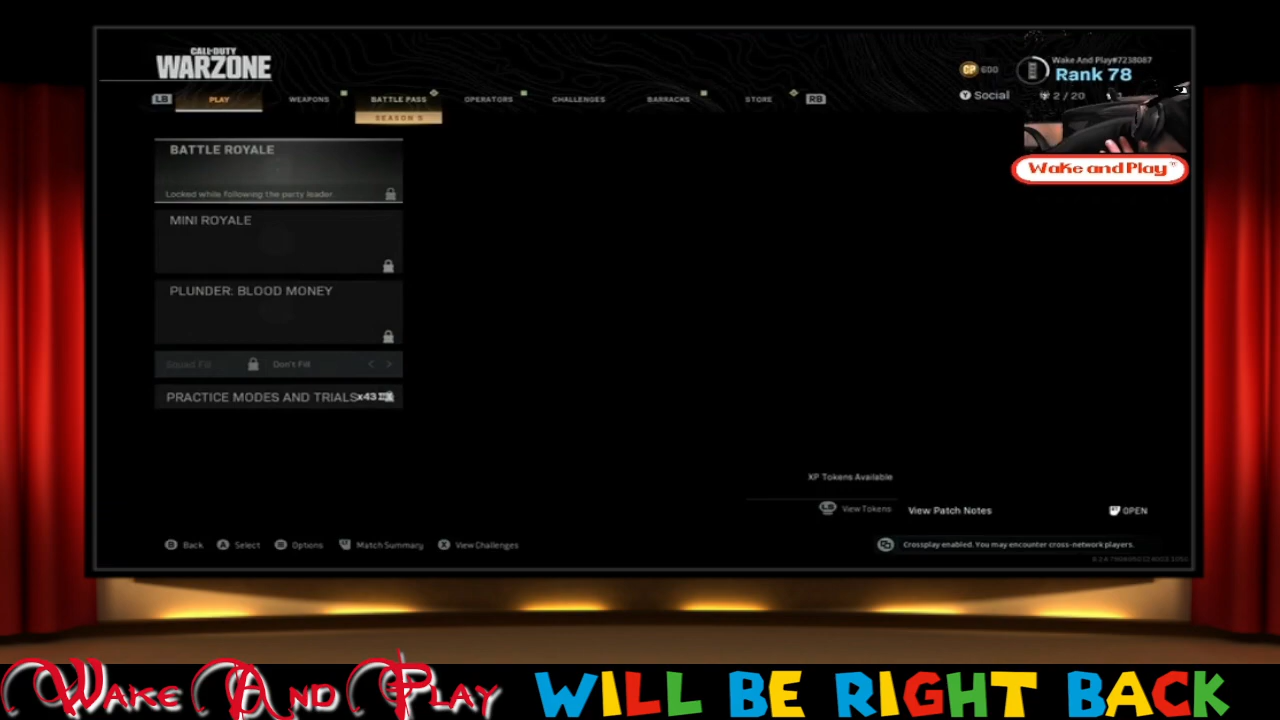 CALL OF DUTY
WARZONE
LB PLAY WEAPONS BATTLE PASS OPERATORS CHALLENGES BARRACKS STORE RB
SEASON 5
CP 600
Wake And Play#7238087
Rank 78
Y Social 2 / 20
Wake and Play
BATTLE ROYALE
Locked while following the party leader
MINI ROYALE
PLUNDER: BLOOD MONEY
Squad Fill Don't Fill < >
PRACTICE MODES AND TRIALS
XP Tokens Available
View Tokens
View Patch Notes
OPEN
B Back A Select Options Match Summary X View Challenges
Crossplay enabled. You may encounter cross-network players.
Wake And Play WILL BE RIGHT BACK